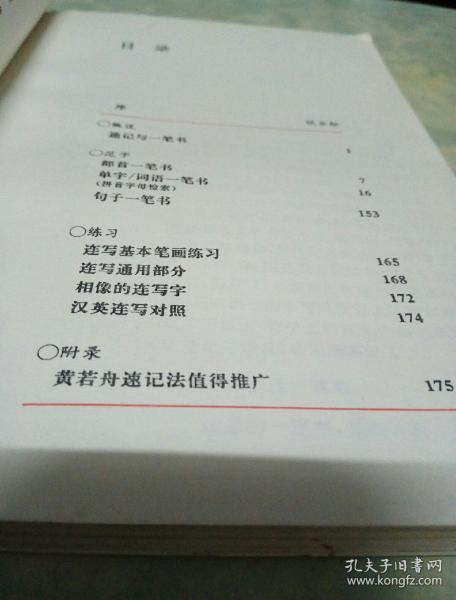 目 录
序
○概说
速记与一笔书 1
○范字
部首一笔书 7
单字/词语一笔书 16
(拼音字母检索)
句子一笔书 153
○练习
连写基本笔画练习 165
连写通用部分 168
相像的连写字 172
汉英连写对照 174
○附录
黄若舟速记法值得推广 175
孔夫子旧书网
www.kongfz.com